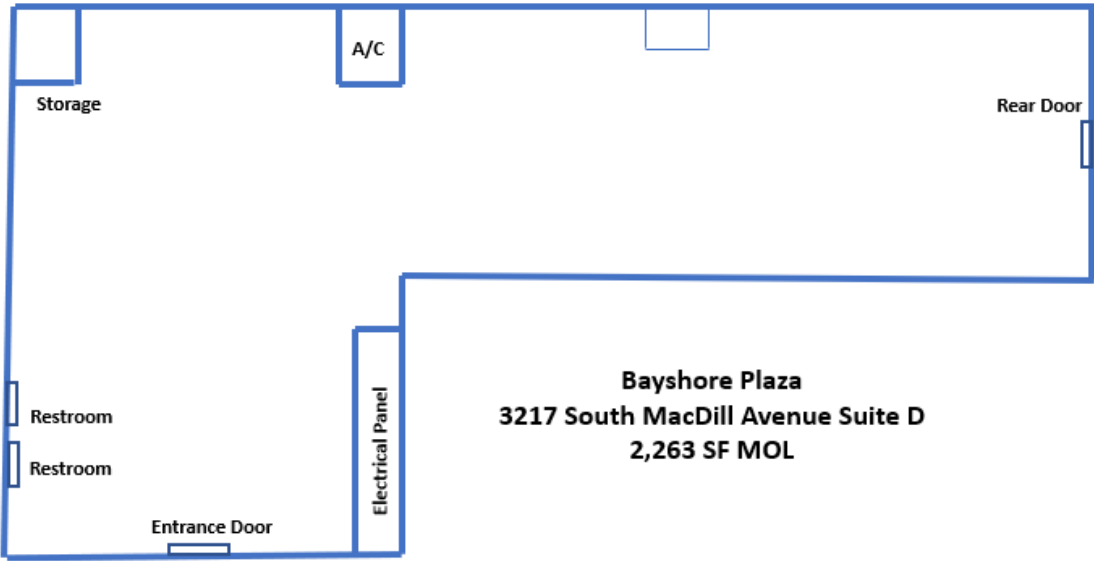 A/C
Storage
Rear Door
Restroom
Restroom
Electrical Panel
Entrance Door
Bayshore Plaza
3217 South MacDill Avenue Suite D
2,263 SF MOL